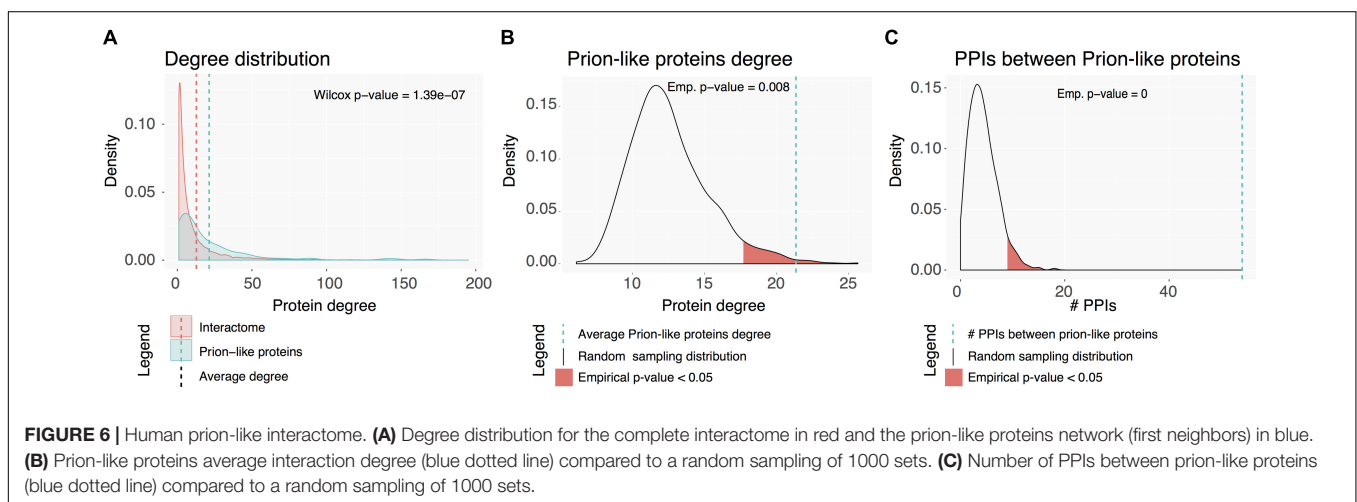 A
Degree distribution
Wilcox p-value = 1.39e−07
Density
0.10
0.05
0.00
0
50
100
150
200
Protein degree
Legend
Interactome
Prion−like proteins
Average degree
B
Prion-like proteins degree
Emp. p-value = 0.008
Density
0.15
0.10
0.05
0.00
10
15
20
25
Protein degree
Legend
Average Prion-like proteins degree
Random sampling distribution
Empirical p-value < 0.05
C
PPIs between Prion-like proteins
Emp. p-value = 0
Density
0.15
0.10
0.05
0.00
0
20
40
# PPIs
Legend
# PPIs between prion-like proteins
Random sampling distribution
Empirical p-value < 0.05
FIGURE 6 | Human prion-like interactome. (A) Degree distribution for the complete interactome in red and the prion-like proteins network (first neighbors) in blue.
(B) Prion-like proteins average interaction degree (blue dotted line) compared to a random sampling of 1000 sets. (C) Number of PPIs between prion-like proteins
(blue dotted line) compared to a random sampling of 1000 sets.